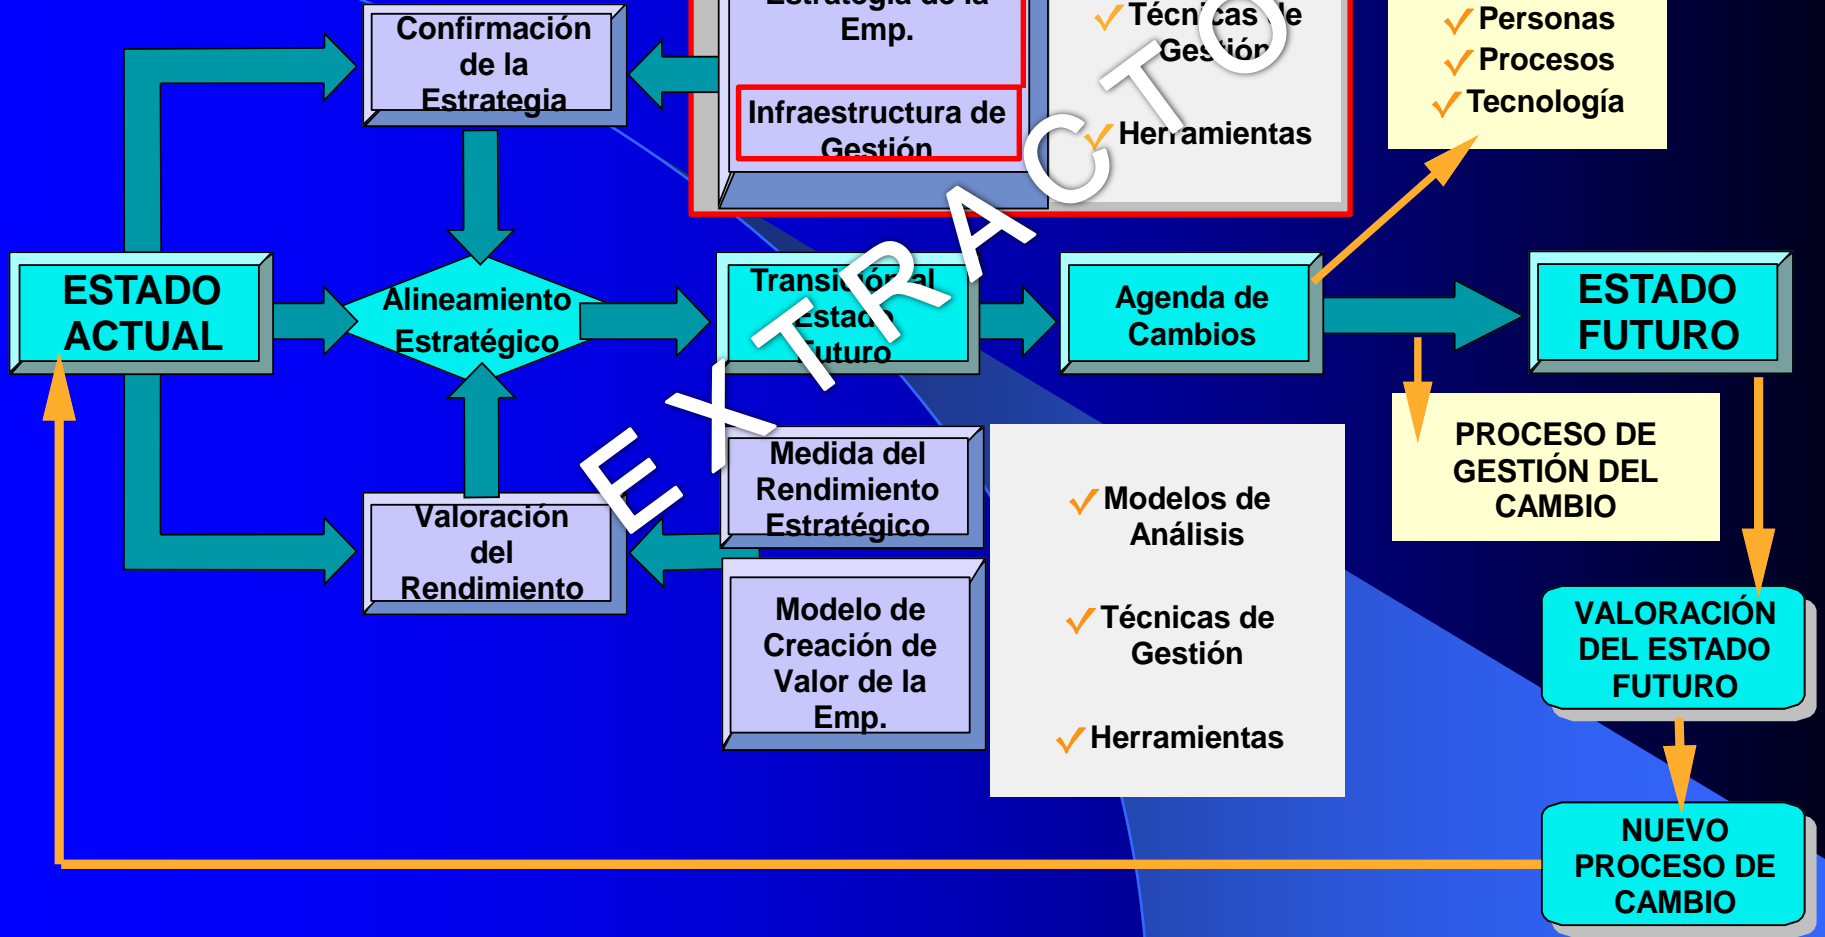 Estrategia de la
Emp.
Infraestructura de
Gestión
Técnicas de
Gestión
Herramientas
Personas
Procesos
Tecnología
Confirmación
de la
Estrategia
ESTADO
ACTUAL
Alineamiento
Estratégico
Transición al
Estado
Futuro
Agenda de
Cambios
ESTADO
FUTURO
PROCESO DE
GESTIÓN DEL
CAMBIO
Valoración
del
Rendimiento
Medida del
Rendimiento
Estratégico
Modelo de
Creación de
Valor de la
Emp.
Modelos de
Análisis
Técnicas de
Gestión
Herramientas
VALORACIÓN
DEL ESTADO
FUTURO
NUEVO
PROCESO DE
CAMBIO
EXTRACTO